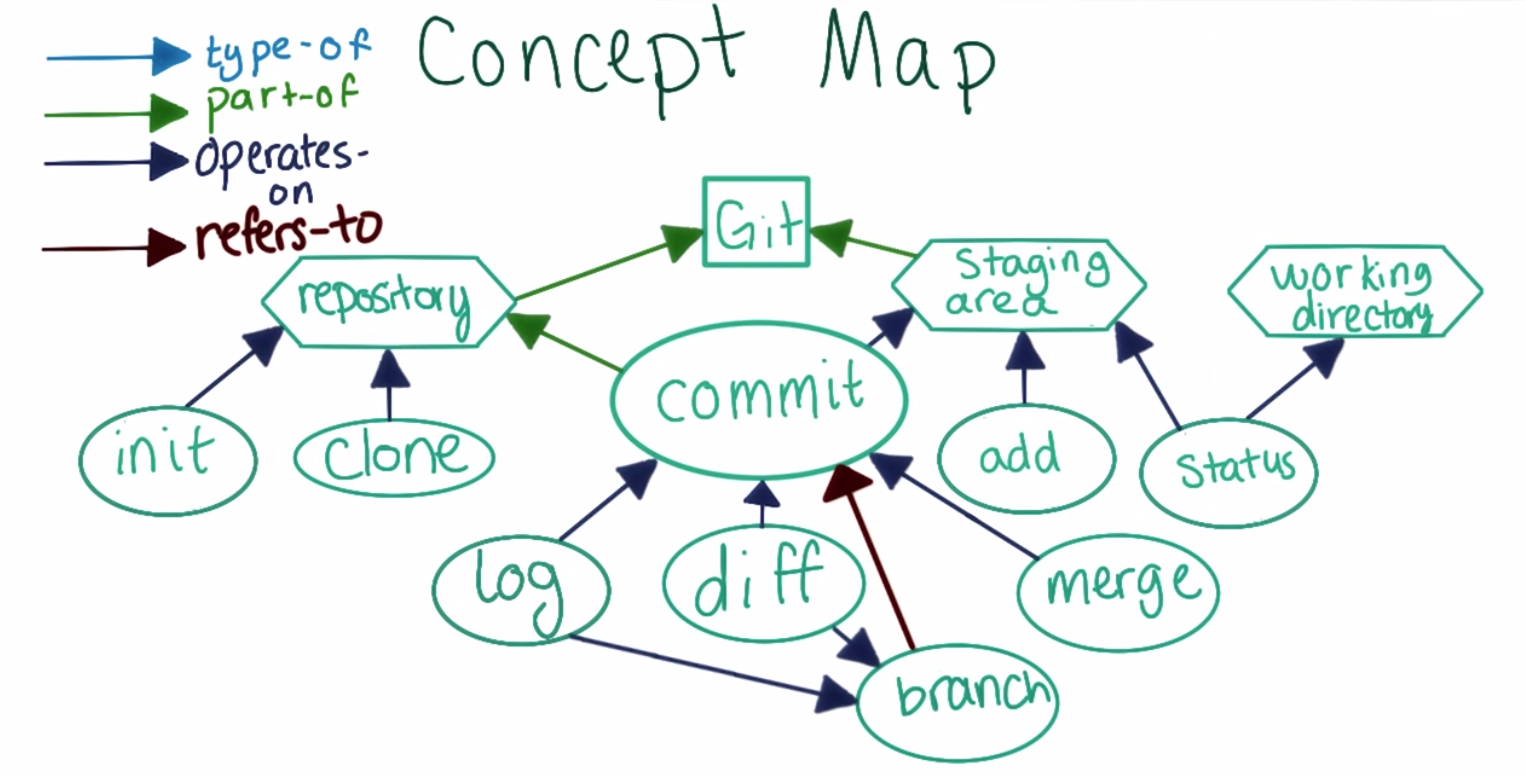 Concept Map
type-of
part-of
operates-
on
refers-to
Git
repository
staging
area
working
directory
commit
init
clone
add
status
log
diff
merge
branch